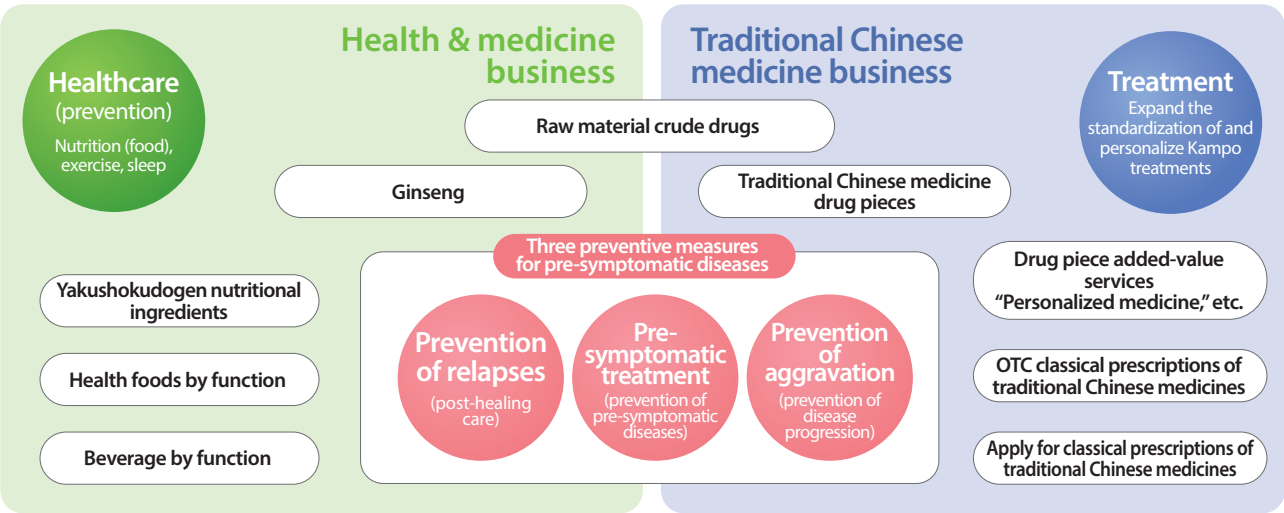 Health & medicine
business
Traditional Chinese
medicine business
Healthcare
(prevention)
Nutrition (food),
exercise, sleep
Treatment
Expand the
standardization of and
personalize Kampo
treatments
Raw material crude drugs
Ginseng
Traditional Chinese medicine
drug pieces
Three preventive measures
for pre-symptomatic diseases
Yakushokudogen nutritional
ingredients
Health foods by function
Beverage by function
Prevention
of relapses
(post-healing
care)
Pre-
symptomatic
treatment
(prevention of
pre-symptomatic
diseases)
Prevention
of
aggravation
(prevention of
disease
progression)
Drug piece added-value
services
“Personalized medicine,” etc.
OTC classical prescriptions of
traditional Chinese medicines
Apply for classical prescriptions of
traditional Chinese medicines